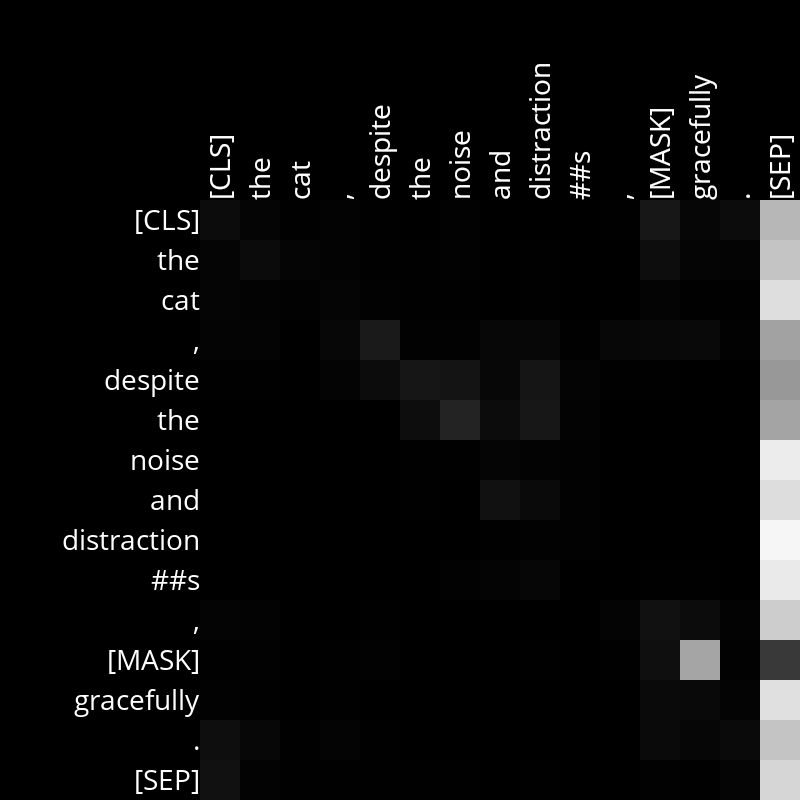 [CLS] the cat , despite the noise and distraction ##s , [MASK] gracefully . [SEP]
[CLS]
the
cat
,
despite
the
noise
and
distraction
##s
,
[MASK]
gracefully
.
[SEP]